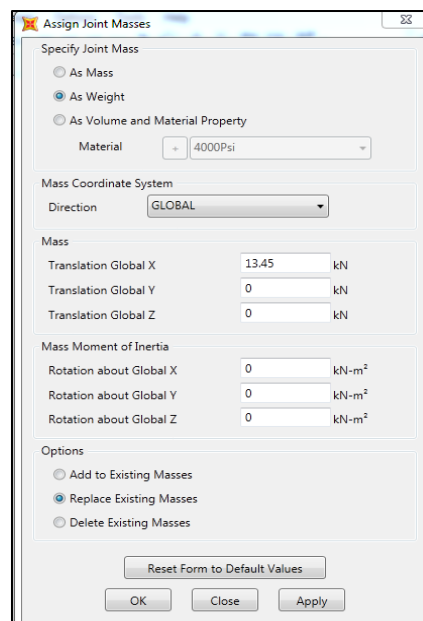 Assign Joint Masses
Specify Joint Mass
As Mass
As Weight
As Volume and Material Property
Material + 4000Psi
Mass Coordinate System
Direction GLOBAL
Mass
Translation Global X 13.45 kN
Translation Global Y 0 kN
Translation Global Z 0 kN
Mass Moment of Inertia
Rotation about Global X 0 kN-m²
Rotation about Global Y 0 kN-m²
Rotation about Global Z 0 kN-m²
Options
Add to Existing Masses
Replace Existing Masses
Delete Existing Masses
Reset Form to Default Values
OK Close Apply